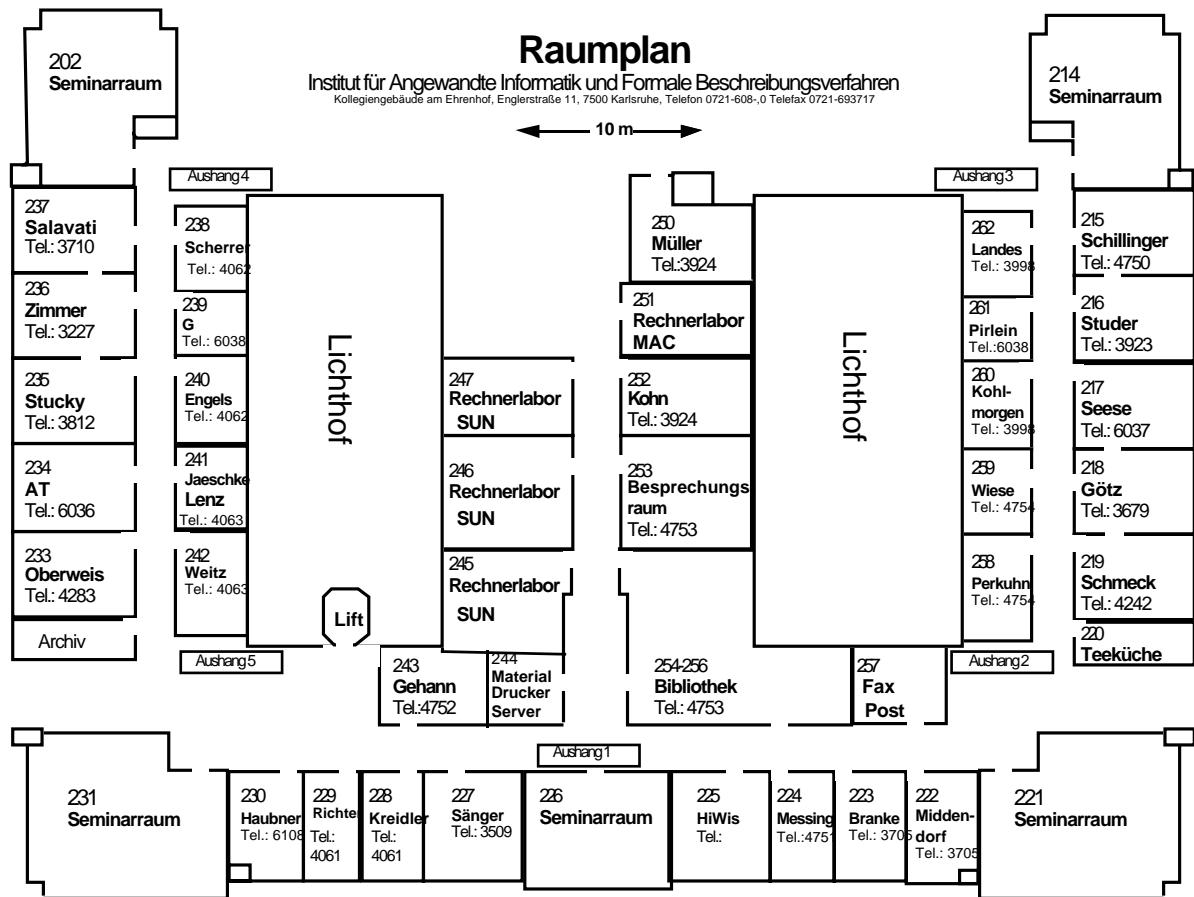 Raumplan
Institut für Angewandte Informatik und Formale Beschreibungsverfahren
Kollegiengebäude am Ehrenhof, Englerstraße 11, 7500 Karlsruhe, Telefon 0721-608-,0 Telefax 0721-693717
10 m
202
Seminarraum
214
Seminarraum
Aushang 4
Aushang 3
237
Salavati
Tel.: 3710
236
Zimmer
Tel.: 3227
235
Stucky
Tel.: 3812
234
AT
Tel.: 6036
233
Oberweis
Tel.: 4283
Archiv
238
Scherrer
Tel.: 4062
239
G
Tel.: 6038
240
Engels
Tel.: 4062
241
Jaeschke
Lenz
Tel.: 4063
242
Weitz
Tel.: 4063
Aushang 5
Lichthof
Lift
247
Rechnerlabor
SUN
246
Rechnerlabor
SUN
245
Rechnerlabor
SUN
243
Gehann
Tel.:4752
244
Material
Drucker
Server
250
Müller
Tel.:3924
251
Rechnerlabor
MAC
252
Kohn
Tel.: 3924
253
Besprechungs
raum
Tel.: 4753
254-256
Bibliothek
Tel.: 4753
257
Fax
Post
Lichthof
262
Landes
Tel.: 3998
261
Pirlein
Tel.:6038
260
Kohl-
morgen
Tel.: 3998
259
Wiese
Tel.: 4754
258
Perkuhn
Tel.: 4754
Aushang 2
215
Schillinger
Tel.: 4750
216
Studer
Tel.: 3923
217
Seese
Tel.: 6037
218
Götz
Tel.: 3679
219
Schmeck
Tel.: 4242
220
Teeküche
Aushang 1
231
Seminarraum
230
Haubner
Tel.: 6108
229
Richter
Tel.:
4061
228
Kreidler
Tel.:
4061
227
Sänger
Tel.: 3509
226
Seminarraum
225
HiWis
Tel.:
224
Messing
Tel.: 4751
223
Branke
Tel.: 3705
222
Midden-
dorf
Tel.: 3705
221
Seminarraum